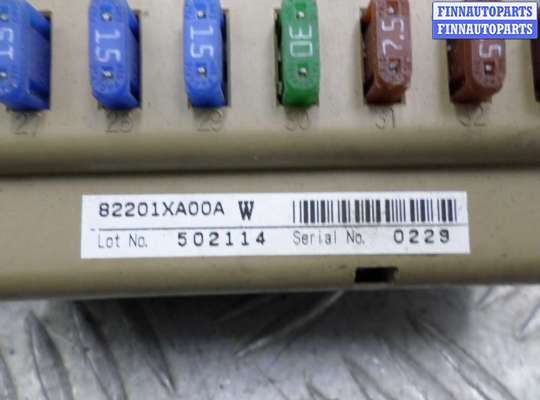 FINNAUTOPARTS
FINNAUTOPARTS
15 15 15 30 7.5
27 28 29 30 31 32
82201XA00A W
Lot No. 502114 Serial No. 0229